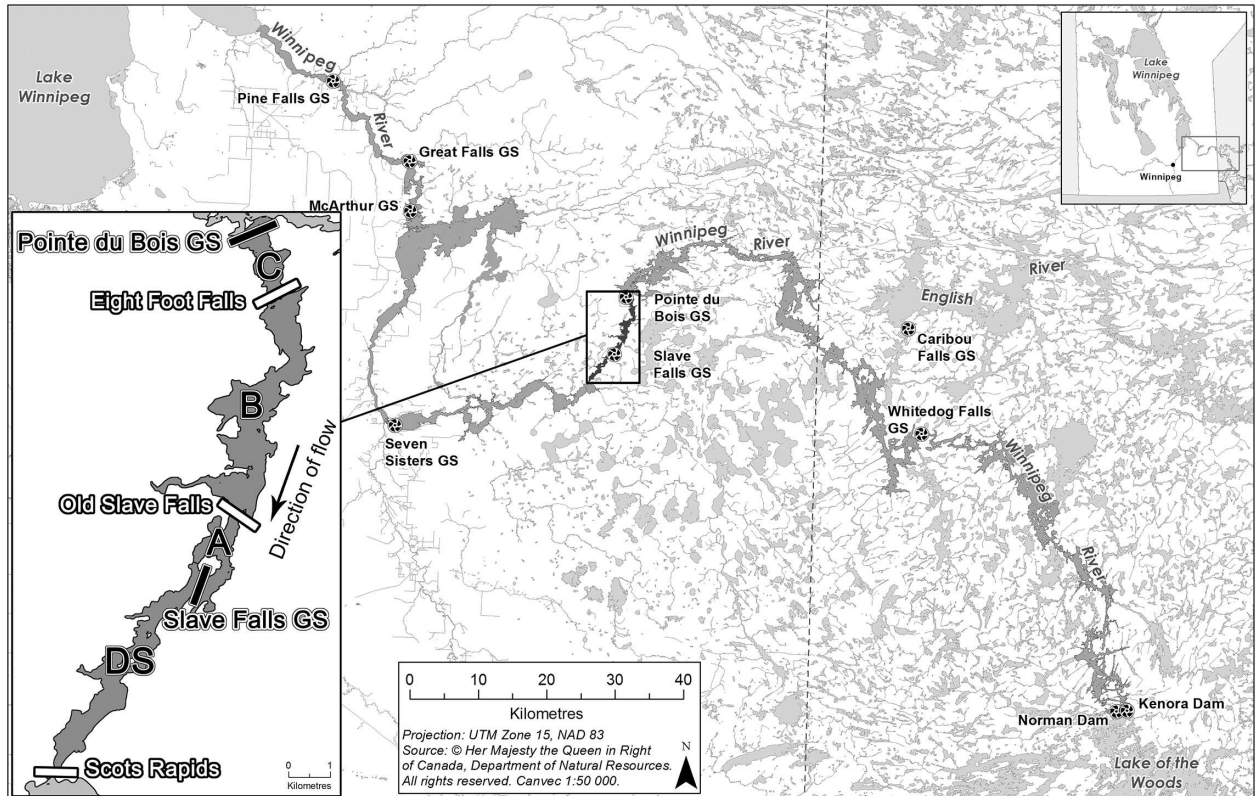 Lake
Winnipeg
Winnipeg
River
Pine Falls GS
Great Falls GS
McArthur GS
Winnipeg
River
Pointe du
Bois GS
Slave
Falls GS
Seven
Sisters GS
River
English
Caribou
Falls GS
Whitedog Falls
GS
Winnipeg
River
Norman Dam
Kenora Dam
Lake of the
Woods
Lake
Winnipeg
Winnipeg
Pointe du Bois GS
C
Eight Foot Falls
B
Direction of flow
Old Slave Falls
A
Slave Falls GS
DS
Scots Rapids
0 1
Kilometres
0 10 20 30 40
Kilometres
Projection: UTM Zone 15, NAD 83
Source: © Her Majesty the Queen in Right
of Canada, Department of Natural Resources.
All rights reserved. Canvec 1:50 000.
N